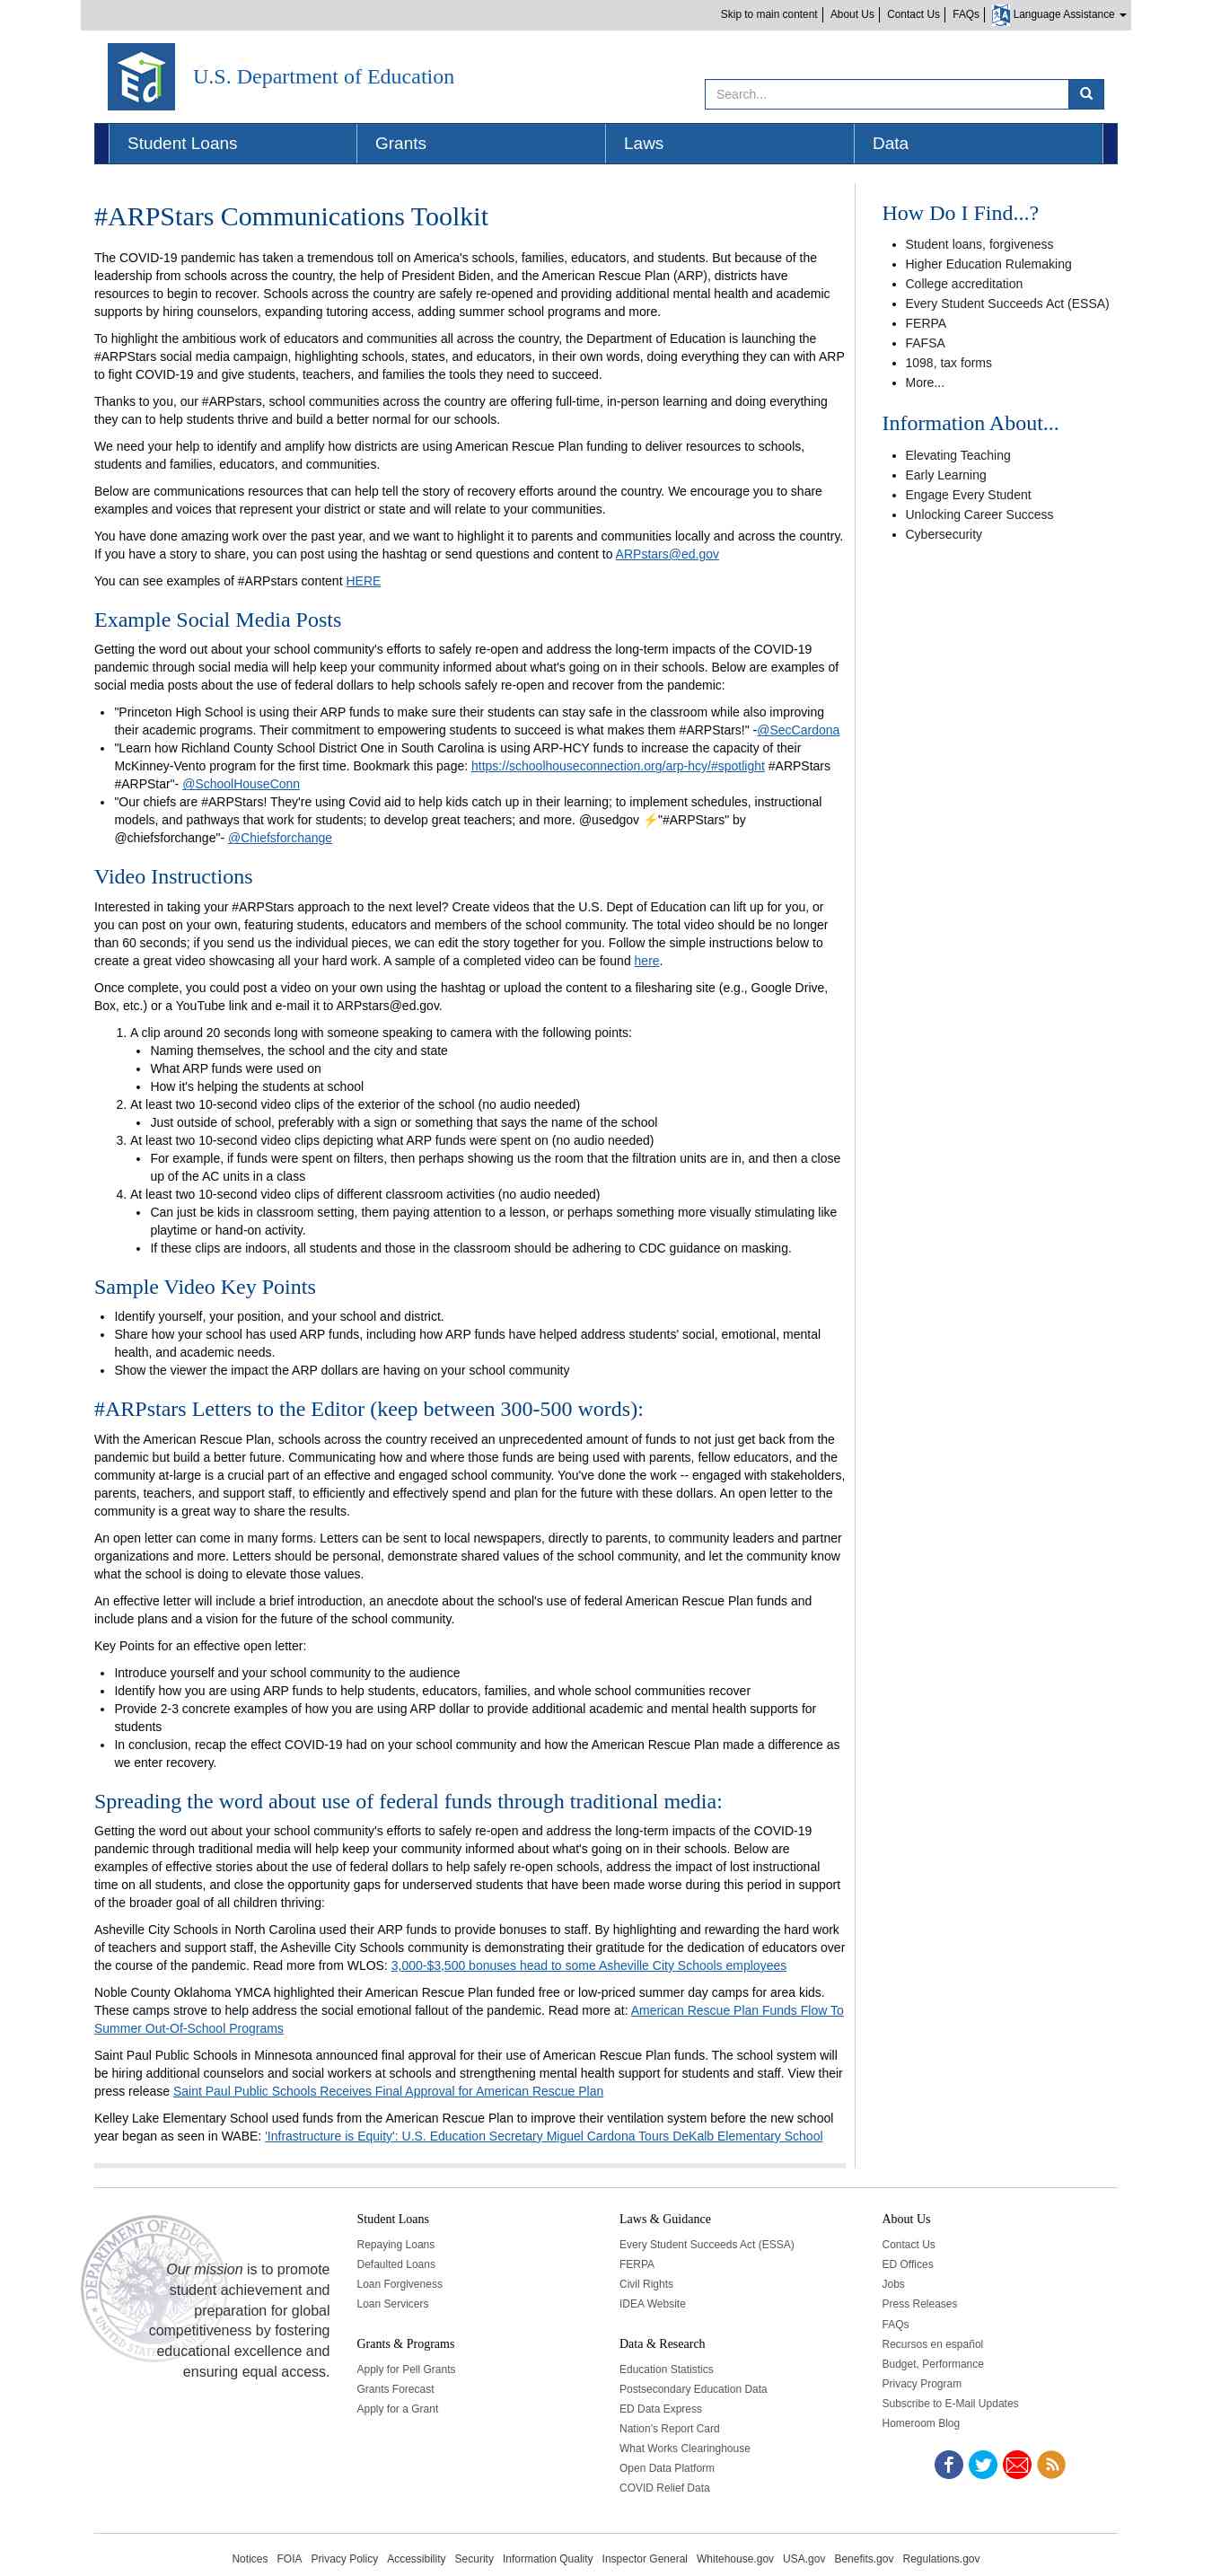 Skip to main content
About Us
Contact Us
FAQs
Language Assistance
Ed
U.S. Department of Education
Search...
Student Loans
Grants
Laws
Data
#ARPStars Communications Toolkit
The COVID-19 pandemic has taken a tremendous toll on America's schools, families, educators, and students. But because of the
leadership from schools across the country, the help of President Biden, and the American Rescue Plan (ARP), districts have
resources to begin to recover. Schools across the country are safely re-opened and providing additional mental health and academic
supports by hiring counselors, expanding tutoring access, adding summer school programs and more.
To highlight the ambitious work of educators and communities all across the country, the Department of Education is launching the
#ARPStars social media campaign, highlighting schools, states, and educators, in their own words, doing everything they can with ARP
to fight COVID-19 and give students, teachers, and families the tools they need to succeed.
Thanks to you, our #ARPstars, school communities across the country are offering full-time, in-person learning and doing everything
they can to help students thrive and build a better normal for our schools.
We need your help to identify and amplify how districts are using American Rescue Plan funding to deliver resources to schools,
students and families, educators, and communities.
Below are communications resources that can help tell the story of recovery efforts around the country. We encourage you to share
examples and voices that represent your district or state and will relate to your communities.
You have done amazing work over the past year, and we want to highlight it to parents and communities locally and across the country.
If you have a story to share, you can post using the hashtag or send questions and content to ARPstars@ed.gov
You can see examples of #ARPstars content HERE
Example Social Media Posts
Getting the word out about your school community's efforts to safely re-open and address the long-term impacts of the COVID-19
pandemic through social media will help keep your community informed about what's going on in their schools. Below are examples of
social media posts about the use of federal dollars to help schools safely re-open and recover from the pandemic:
• "Princeton High School is using their ARP funds to make sure their students can stay safe in the classroom while also improving
their academic programs. Their commitment to empowering students to succeed is what makes them #ARPStars!" -@SecCardona
• "Learn how Richland County School District One in South Carolina is using ARP-HCY funds to increase the capacity of their
McKinney-Vento program for the first time. Bookmark this page: https://schoolhouseconnection.org/arp-hcy/#spotlight #ARPStars
#ARPStar"- @SchoolHouseConn
• "Our chiefs are #ARPStars! They're using Covid aid to help kids catch up in their learning; to implement schedules, instructional
models, and pathways that work for students; to develop great teachers; and more. @usedgov ⚡"#ARPStars" by
@chiefsforchange"- @Chiefsforchange
Video Instructions
Interested in taking your #ARPStars approach to the next level? Create videos that the U.S. Dept of Education can lift up for you, or
you can post on your own, featuring students, educators and members of the school community. The total video should be no longer
than 60 seconds; if you send us the individual pieces, we can edit the story together for you. Follow the simple instructions below to
create a great video showcasing all your hard work. A sample of a completed video can be found here.
Once complete, you could post a video on your own using the hashtag or upload the content to a filesharing site (e.g., Google Drive,
Box, etc.) or a YouTube link and e-mail it to ARPstars@ed.gov.
1. A clip around 20 seconds long with someone speaking to camera with the following points:
• Naming themselves, the school and the city and state
• What ARP funds were used on
• How it's helping the students at school
2. At least two 10-second video clips of the exterior of the school (no audio needed)
• Just outside of school, preferably with a sign or something that says the name of the school
3. At least two 10-second video clips depicting what ARP funds were spent on (no audio needed)
• For example, if funds were spent on filters, then perhaps showing us the room that the filtration units are in, and then a close
up of the AC units in a class
4. At least two 10-second video clips of different classroom activities (no audio needed)
• Can just be kids in classroom setting, them paying attention to a lesson, or perhaps something more visually stimulating like
playtime or hand-on activity.
• If these clips are indoors, all students and those in the classroom should be adhering to CDC guidance on masking.
Sample Video Key Points
• Identify yourself, your position, and your school and district.
• Share how your school has used ARP funds, including how ARP funds have helped address students' social, emotional, mental
health, and academic needs.
• Show the viewer the impact the ARP dollars are having on your school community
#ARPstars Letters to the Editor (keep between 300-500 words):
With the American Rescue Plan, schools across the country received an unprecedented amount of funds to not just get back from the
pandemic but build a better future. Communicating how and where those funds are being used with parents, fellow educators, and the
community at-large is a crucial part of an effective and engaged school community. You've done the work -- engaged with stakeholders,
parents, teachers, and support staff, to efficiently and effectively spend and plan for the future with these dollars. An open letter to the
community is a great way to share the results.
An open letter can come in many forms. Letters can be sent to local newspapers, directly to parents, to community leaders and partner
organizations and more. Letters should be personal, demonstrate shared values of the school community, and let the community know
what the school is doing to elevate those values.
An effective letter will include a brief introduction, an anecdote about the school's use of federal American Rescue Plan funds and
include plans and a vision for the future of the school community.
Key Points for an effective open letter:
• Introduce yourself and your school community to the audience
• Identify how you are using ARP funds to help students, educators, families, and whole school communities recover
• Provide 2-3 concrete examples of how you are using ARP dollar to provide additional academic and mental health supports for
students
• In conclusion, recap the effect COVID-19 had on your school community and how the American Rescue Plan made a difference as
we enter recovery.
Spreading the word about use of federal funds through traditional media:
Getting the word out about your school community's efforts to safely re-open and address the long-term impacts of the COVID-19
pandemic through traditional media will help keep your community informed about what's going on in their schools. Below are
examples of effective stories about the use of federal dollars to help safely re-open schools, address the impact of lost instructional
time on all students, and close the opportunity gaps for underserved students that have been made worse during this period in support
of the broader goal of all children thriving:
Asheville City Schools in North Carolina used their ARP funds to provide bonuses to staff. By highlighting and rewarding the hard work
of teachers and support staff, the Asheville City Schools community is demonstrating their gratitude for the dedication of educators over
the course of the pandemic. Read more from WLOS: 3,000-$3,500 bonuses head to some Asheville City Schools employees
Noble County Oklahoma YMCA highlighted their American Rescue Plan funded free or low-priced summer day camps for area kids.
These camps strove to help address the social emotional fallout of the pandemic. Read more at: American Rescue Plan Funds Flow To
Summer Out-Of-School Programs
Saint Paul Public Schools in Minnesota announced final approval for their use of American Rescue Plan funds. The school system will
be hiring additional counselors and social workers at schools and strengthening mental health support for students and staff. View their
press release Saint Paul Public Schools Receives Final Approval for American Rescue Plan
Kelley Lake Elementary School used funds from the American Rescue Plan to improve their ventilation system before the new school
year began as seen in WABE: 'Infrastructure is Equity': U.S. Education Secretary Miguel Cardona Tours DeKalb Elementary School
How Do I Find...?
• Student loans, forgiveness
• Higher Education Rulemaking
• College accreditation
• Every Student Succeeds Act (ESSA)
• FERPA
• FAFSA
• 1098, tax forms
• More...
Information About...
• Elevating Teaching
• Early Learning
• Engage Every Student
• Unlocking Career Success
• Cybersecurity
Our mission is to promote
student achievement and
preparation for global
competitiveness by fostering
educational excellence and
ensuring equal access.
Student Loans
Repaying Loans
Defaulted Loans
Loan Forgiveness
Loan Servicers
Grants & Programs
Apply for Pell Grants
Grants Forecast
Apply for a Grant
Laws & Guidance
Every Student Succeeds Act (ESSA)
FERPA
Civil Rights
IDEA Website
Data & Research
Education Statistics
Postsecondary Education Data
ED Data Express
Nation's Report Card
What Works Clearinghouse
Open Data Platform
COVID Relief Data
About Us
Contact Us
ED Offices
Jobs
Press Releases
FAQs
Recursos en español
Budget, Performance
Privacy Program
Subscribe to E-Mail Updates
Homeroom Blog
Notices FOIA Privacy Policy Accessibility Security Information Quality Inspector General Whitehouse.gov USA.gov Benefits.gov Regulations.gov